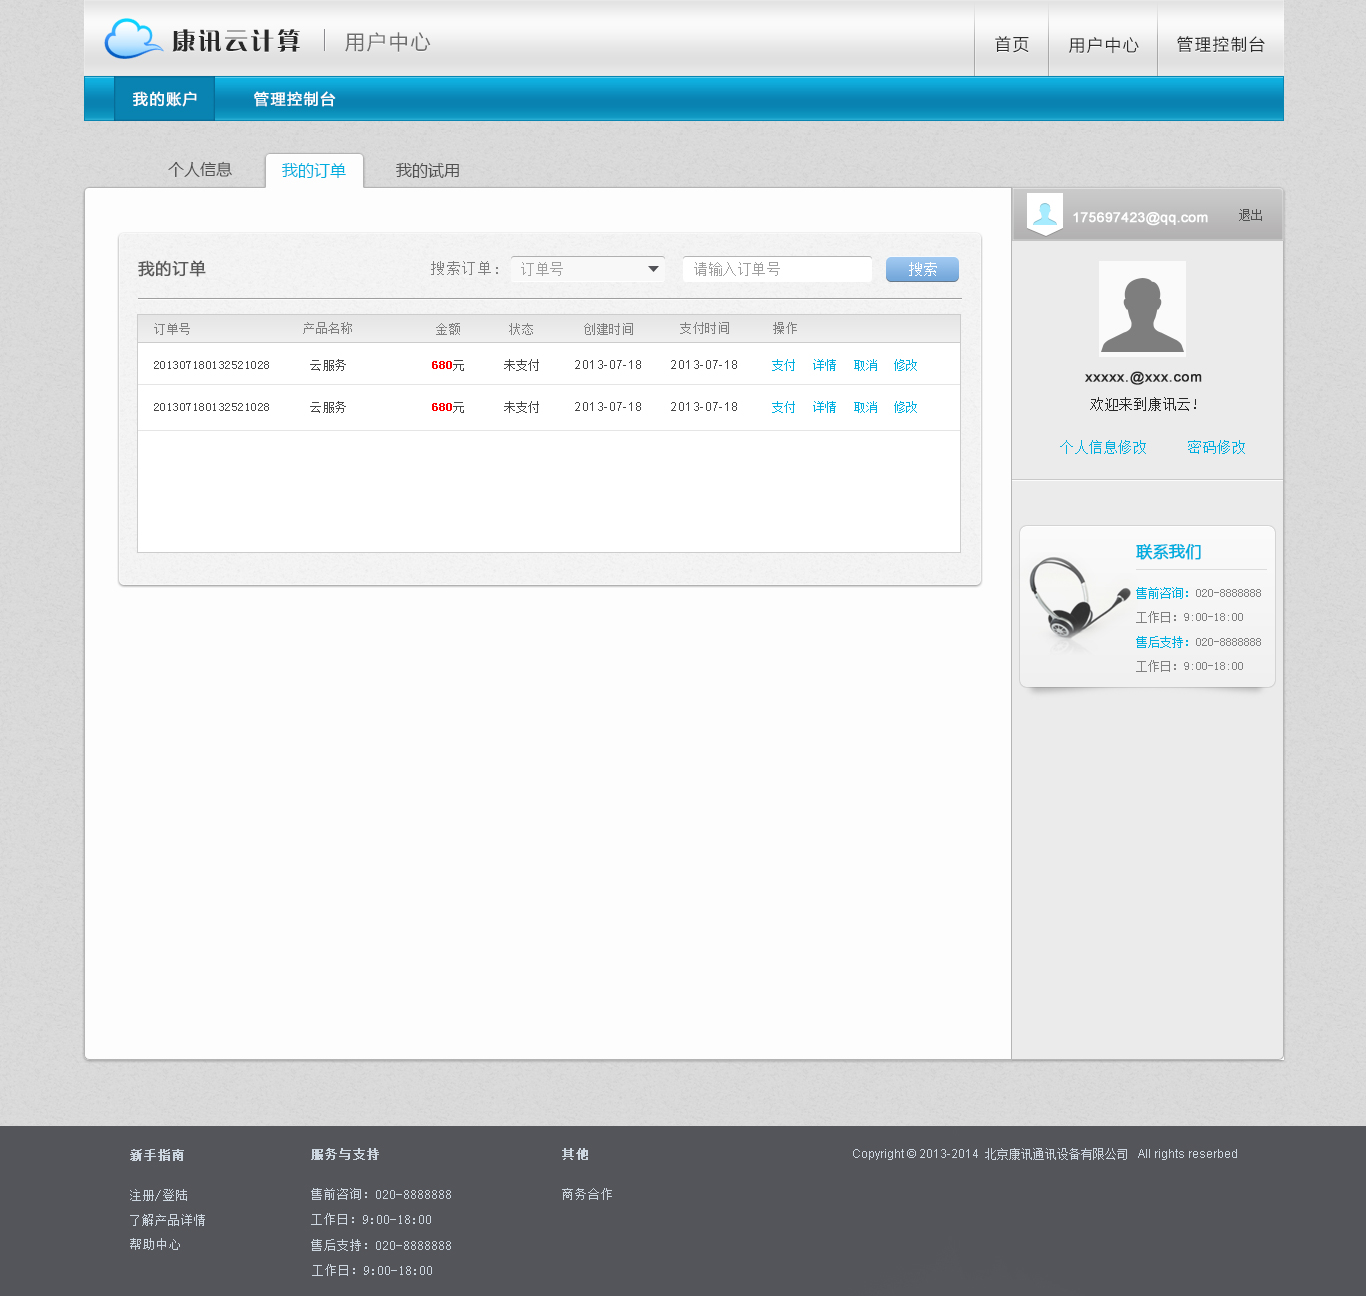 康讯云计算 用户中心 首页 用户中心 管理控制台
我的账户 管理控制台
个人信息 我的订单 我的试用
175697423@qq.com 退出
我的订单 搜索订单： 订单号 请输入订单号 搜索
订单号 产品名称 金额 状态 创建时间 支付时间 操作
201307180132521028 云服务 680元 未支付 2013-07-18 2013-07-18 支付 详情 取消 修改
201307180132521028 云服务 680元 未支付 2013-07-18 2013-07-18 支付 详情 取消 修改
xxxxx.@xxx.com
欢迎来到康讯云！
个人信息修改 密码修改
联系我们
售前咨询：020-8888888
工作日：9:00-18:00
售后支持：020-8888888
工作日：9:00-18:00
新手指南
注册/登陆
了解产品详情
帮助中心
服务与支持
售前咨询：020-8888888
工作日：9:00-18:00
售后支持：020-8888888
工作日：9:00-18:00
其他
商务合作
Copyright © 2013-2014 北京康讯通讯设备有限公司 All rights reserbed